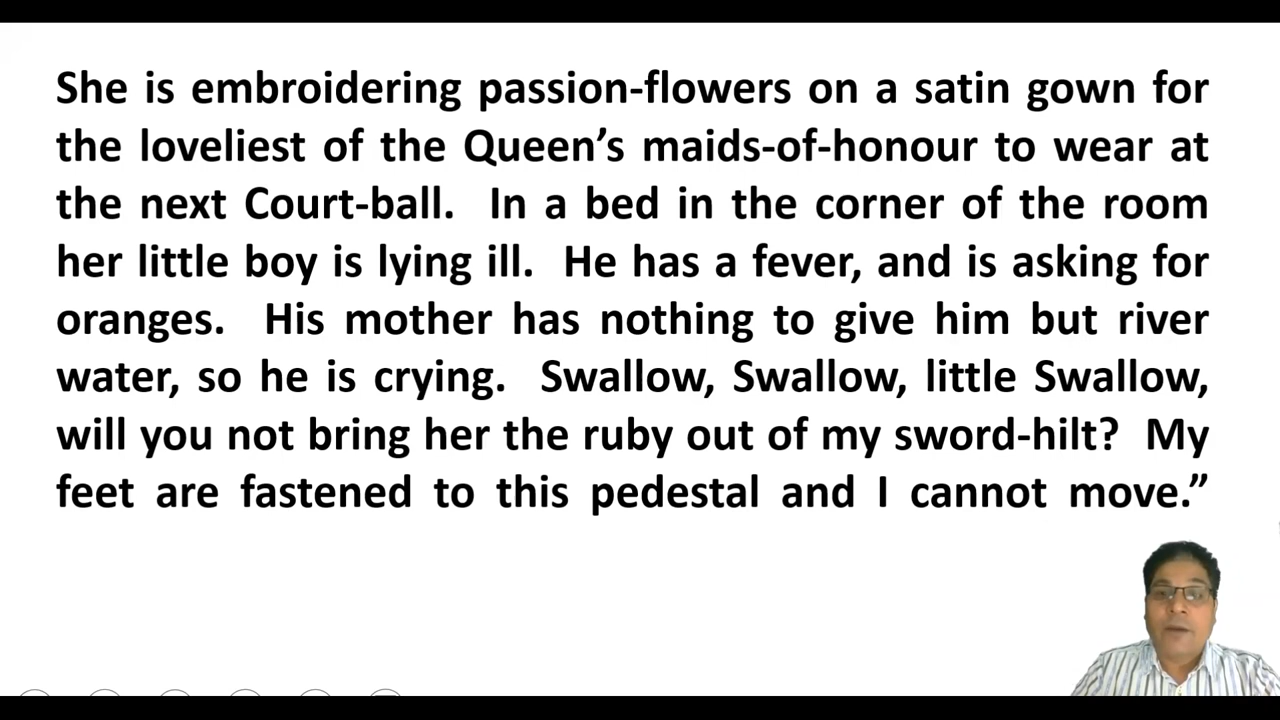 She is embroidering passion-flowers on a satin gown for
the loveliest of the Queen’s maids-of-honour to wear at
the next Court-ball.  In a bed in the corner of the room
her little boy is lying ill.  He has a fever, and is asking for
oranges.  His mother has nothing to give him but river
water, so he is crying.  Swallow, Swallow, little Swallow,
will you not bring her the ruby out of my sword-hilt?  My
feet are fastened to this pedestal and I cannot move.”